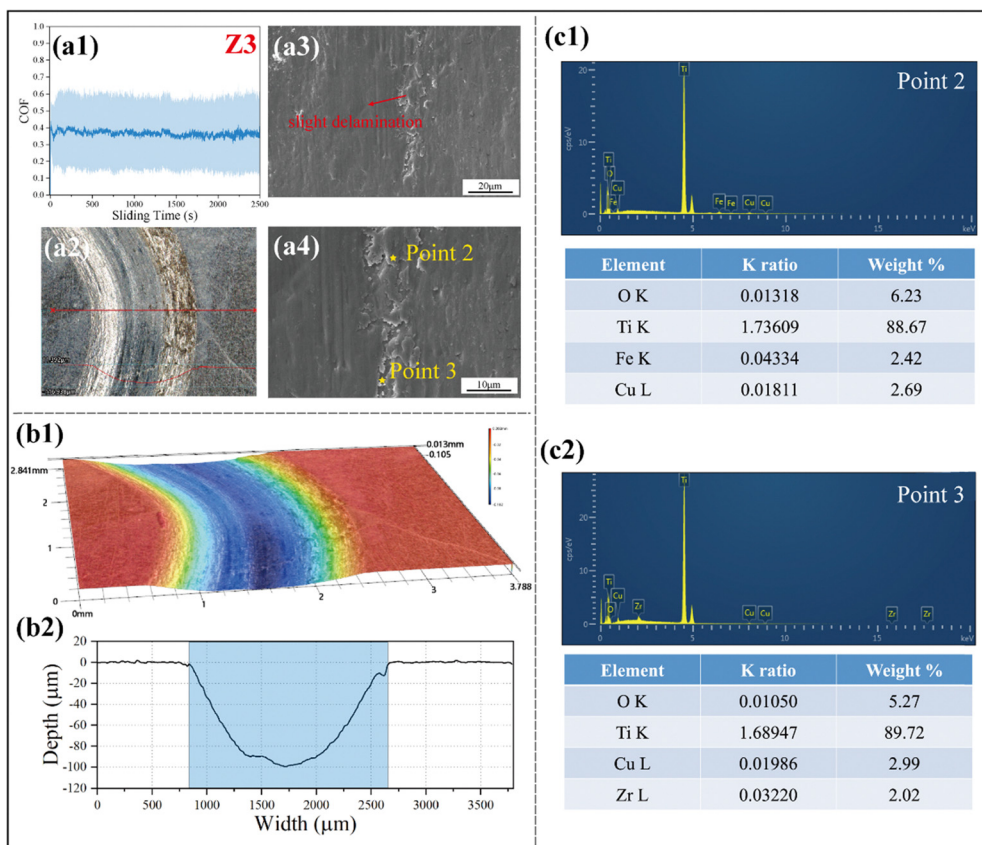 (a1)
Z3
COF
1.0
0.9
0.8
0.7
0.6
0.5
0.4
0.3
0.2
0.1
0.0
0 500 1000 1500 2000 2500
Sliding Time (s)
(a2)
(a3)
slight delamination
20μm
(a4)
Point 2
Point 3
10μm
(b1)
2.841mm
2
1
0
0mm
1
2
3
3.788
0.013mm
-0.105
(b2)
Depth (μm)
20
0
-20
-40
-60
-80
-100
-120
0 500 1000 1500 2000 2500 3000 3500
Width (μm)
(c1)
Point 2
cps/eV
20
10
0
Ti
Ti
O
Fe
Cu
Fe
Fe
Cu
Cu
0 5 10 15 keV
Element K ratio Weight %
O K 0.01318 6.23
Ti K 1.73609 88.67
Fe K 0.04334 2.42
Cu L 0.01811 2.69
(c2)
Point 3
cps/eV
20
10
0
Ti
Ti
O
Cu
Zr
Cu
Cu
Zr
Zr
0 5 10 15 keV
Element K ratio Weight %
O K 0.01050 5.27
Ti K 1.68947 89.72
Cu L 0.01986 2.99
Zr L 0.03220 2.02